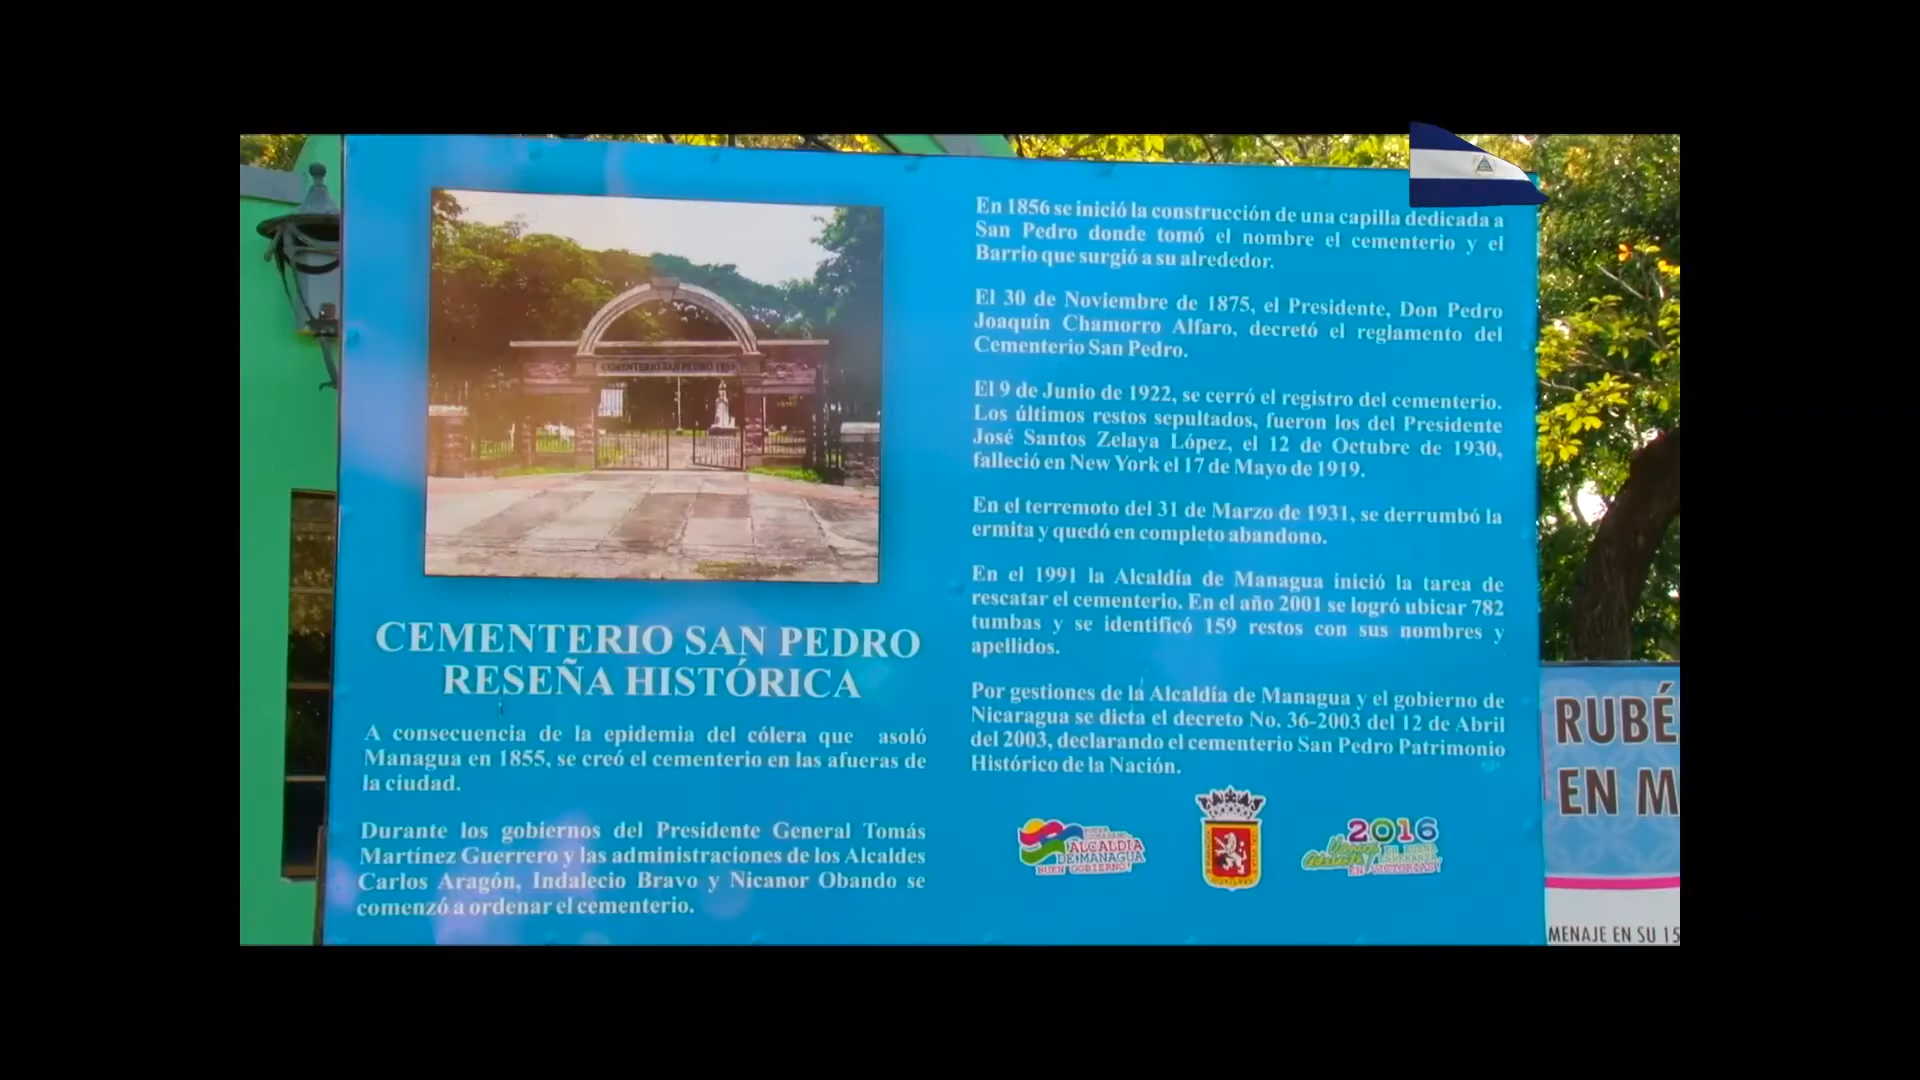 CEMENTERIO SAN PEDRO
CEMENTERIO SAN PEDRO
RESEÑA HISTÓRICA
A consecuencia de la epidemia del cólera que asoló
Managua en 1855, se creó el cementerio en las afueras de
la ciudad.
Durante los gobiernos del Presidente General Tomás
Martínez Guerrero y las administraciones de los Alcaldes
Carlos Aragón, Indalecio Bravo y Nicanor Obando se
comenzó a ordenar el cementerio.
En 1856 se inició la construcción de una capilla dedicada a
San Pedro donde tomó el nombre el cementerio y el
Barrio que surgió a su alrededor.
El 30 de Noviembre de 1875, el Presidente, Don Pedro
Joaquín Chamorro Alfaro, decretó el reglamento del
Cementerio San Pedro.
El 9 de Junio de 1922, se cerró el registro del cementerio.
Los últimos restos sepultados, fueron los del Presidente
José Santos Zelaya López, el 12 de Octubre de 1930,
falleció en New York el 17 de Mayo de 1919.
En el terremoto del 31 de Marzo de 1931, se derrumbó la
ermita y quedó en completo abandono.
En el 1991 la Alcaldía de Managua inició la tarea de
rescatar el cementerio. En el año 2001 se logró ubicar 782
tumbas y se identificó 159 restos con sus nombres y
apellidos.
Por gestiones de la Alcaldía de Managua y el gobierno de
Nicaragua se dicta el decreto No. 36-2003 del 12 de Abril
del 2003, declarando el cementerio San Pedro Patrimonio
Histórico de la Nación.
ALCALDÍA
DE MANAGUA
BUEN GOBIERNO!
2016
EN VICTORIAS!
RUBÉ
EN M
MENAJE EN SU 15